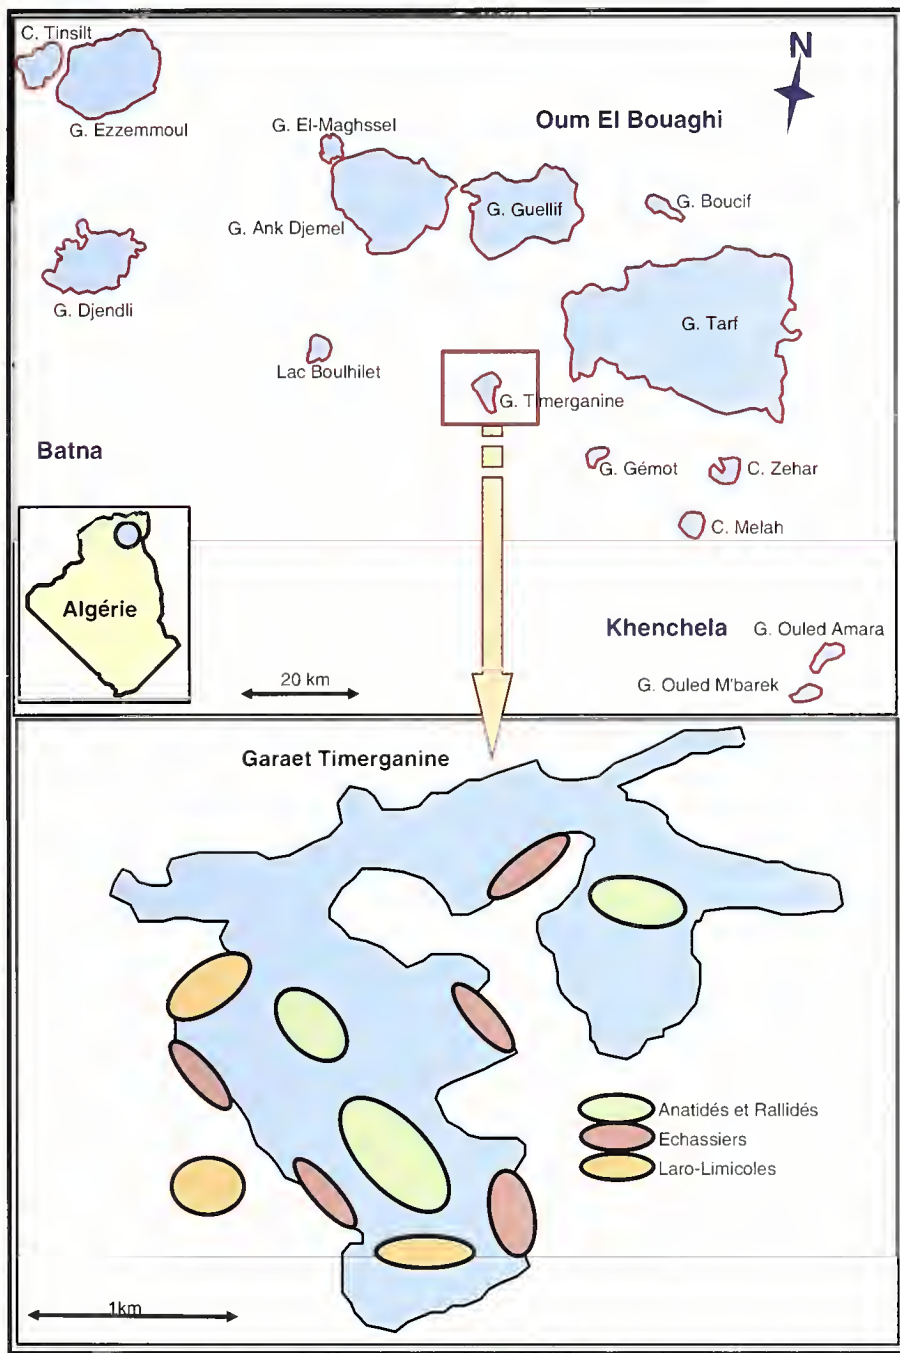 C. Tinsilt
N
G. Ezzemmoul
G. El-Maghssel
Oum El Bouaghi
G. Guellif
G. Boucif
G. Ank Djemel
G. Djendli
G. Tarf
Lac Boulhilet
G. Timerganine
Batna
G. Gémot
C. Zehar
C. Melah
Algérie
Khenchela
G. Ouled Amara
20 km
G. Ouled M'barek
Garaet Timerganine
Anatidés et Rallidés
Echassiers
Laro-Limicoles
1km